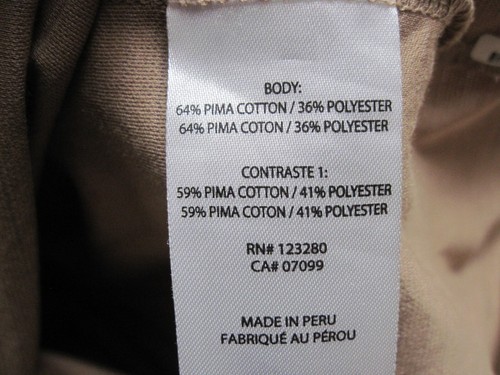 BODY:
64% PIMA COTTON / 36% POLYESTER
64% PIMA COTON / 36% POLYESTER
CONTRASTE 1:
59% PIMA COTTON / 41% POLYESTER
59% PIMA COTON / 41% POLYESTER
RN# 123280
CA# 07099
MADE IN PERU
FABRIQUÉ AU PÉROU